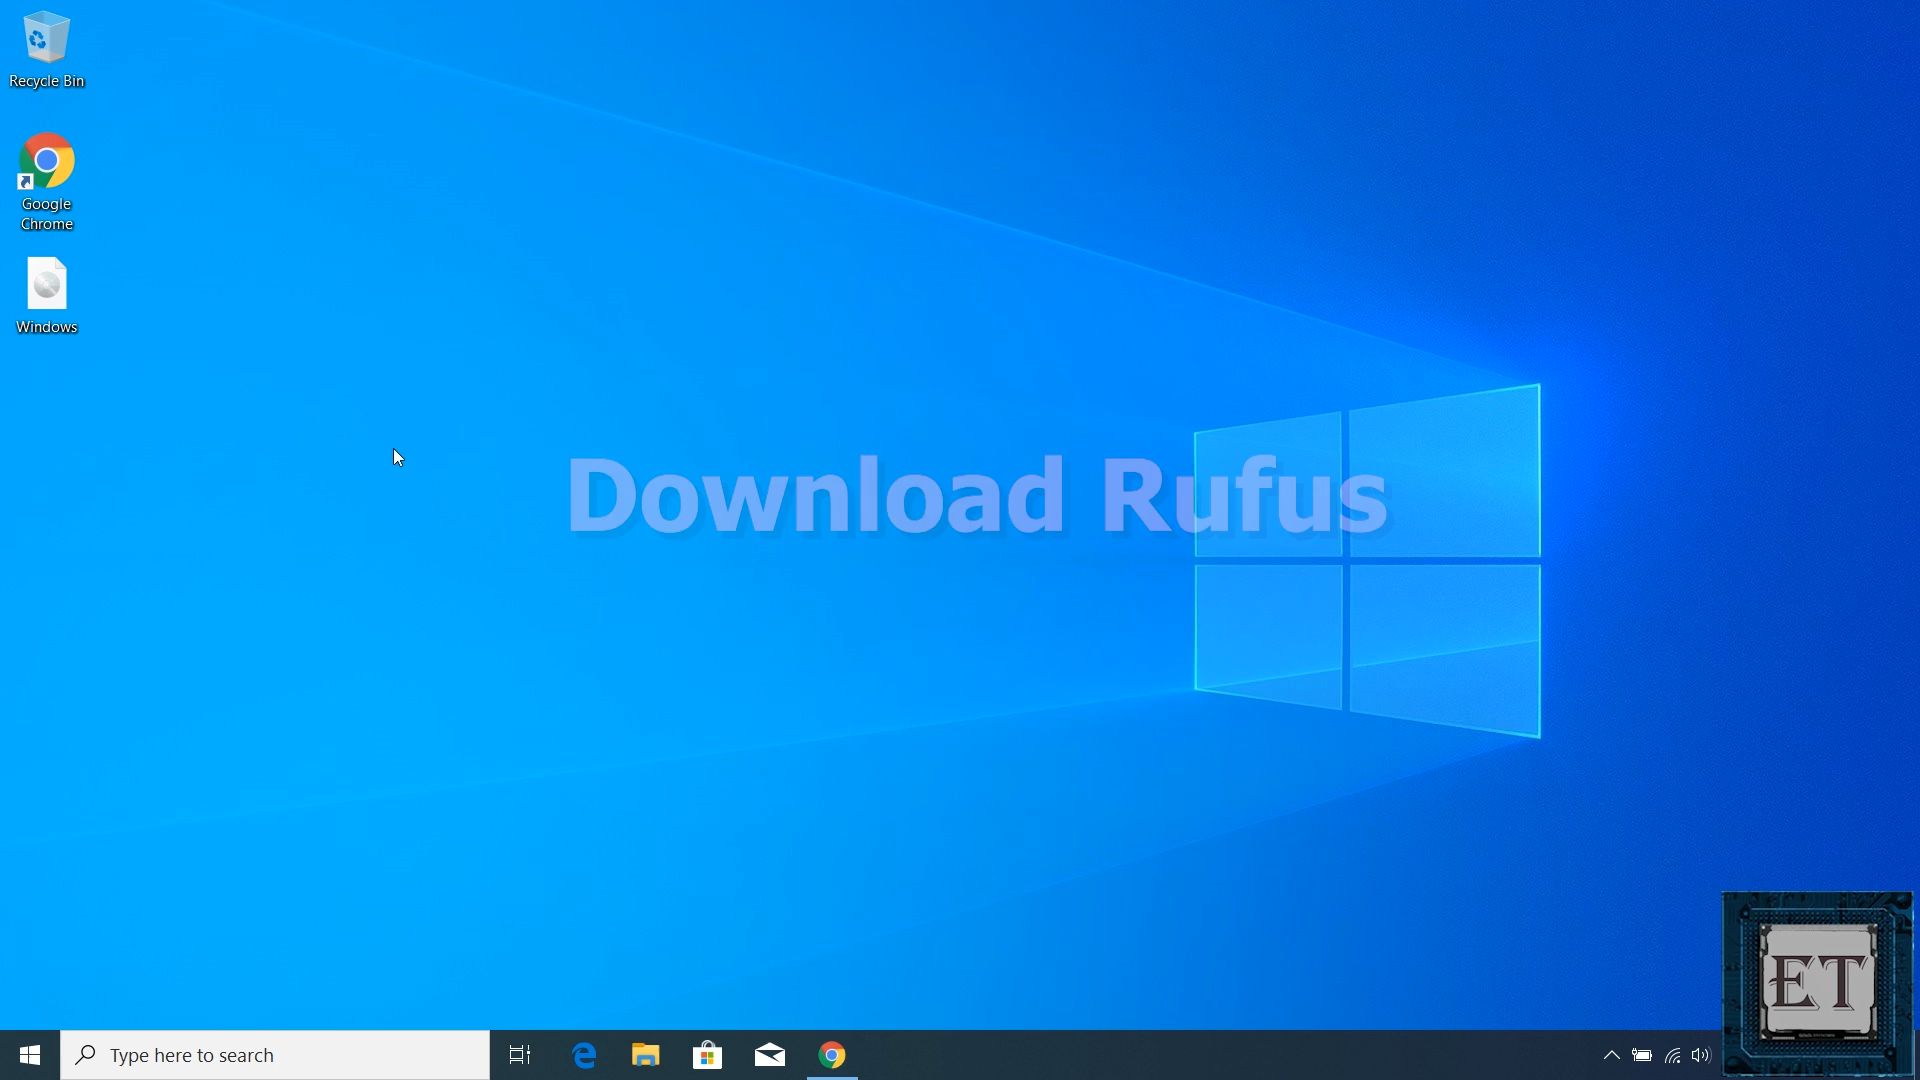 Recycle Bin
Google
Chrome
Windows
Download Rufus
ET
Type here to search